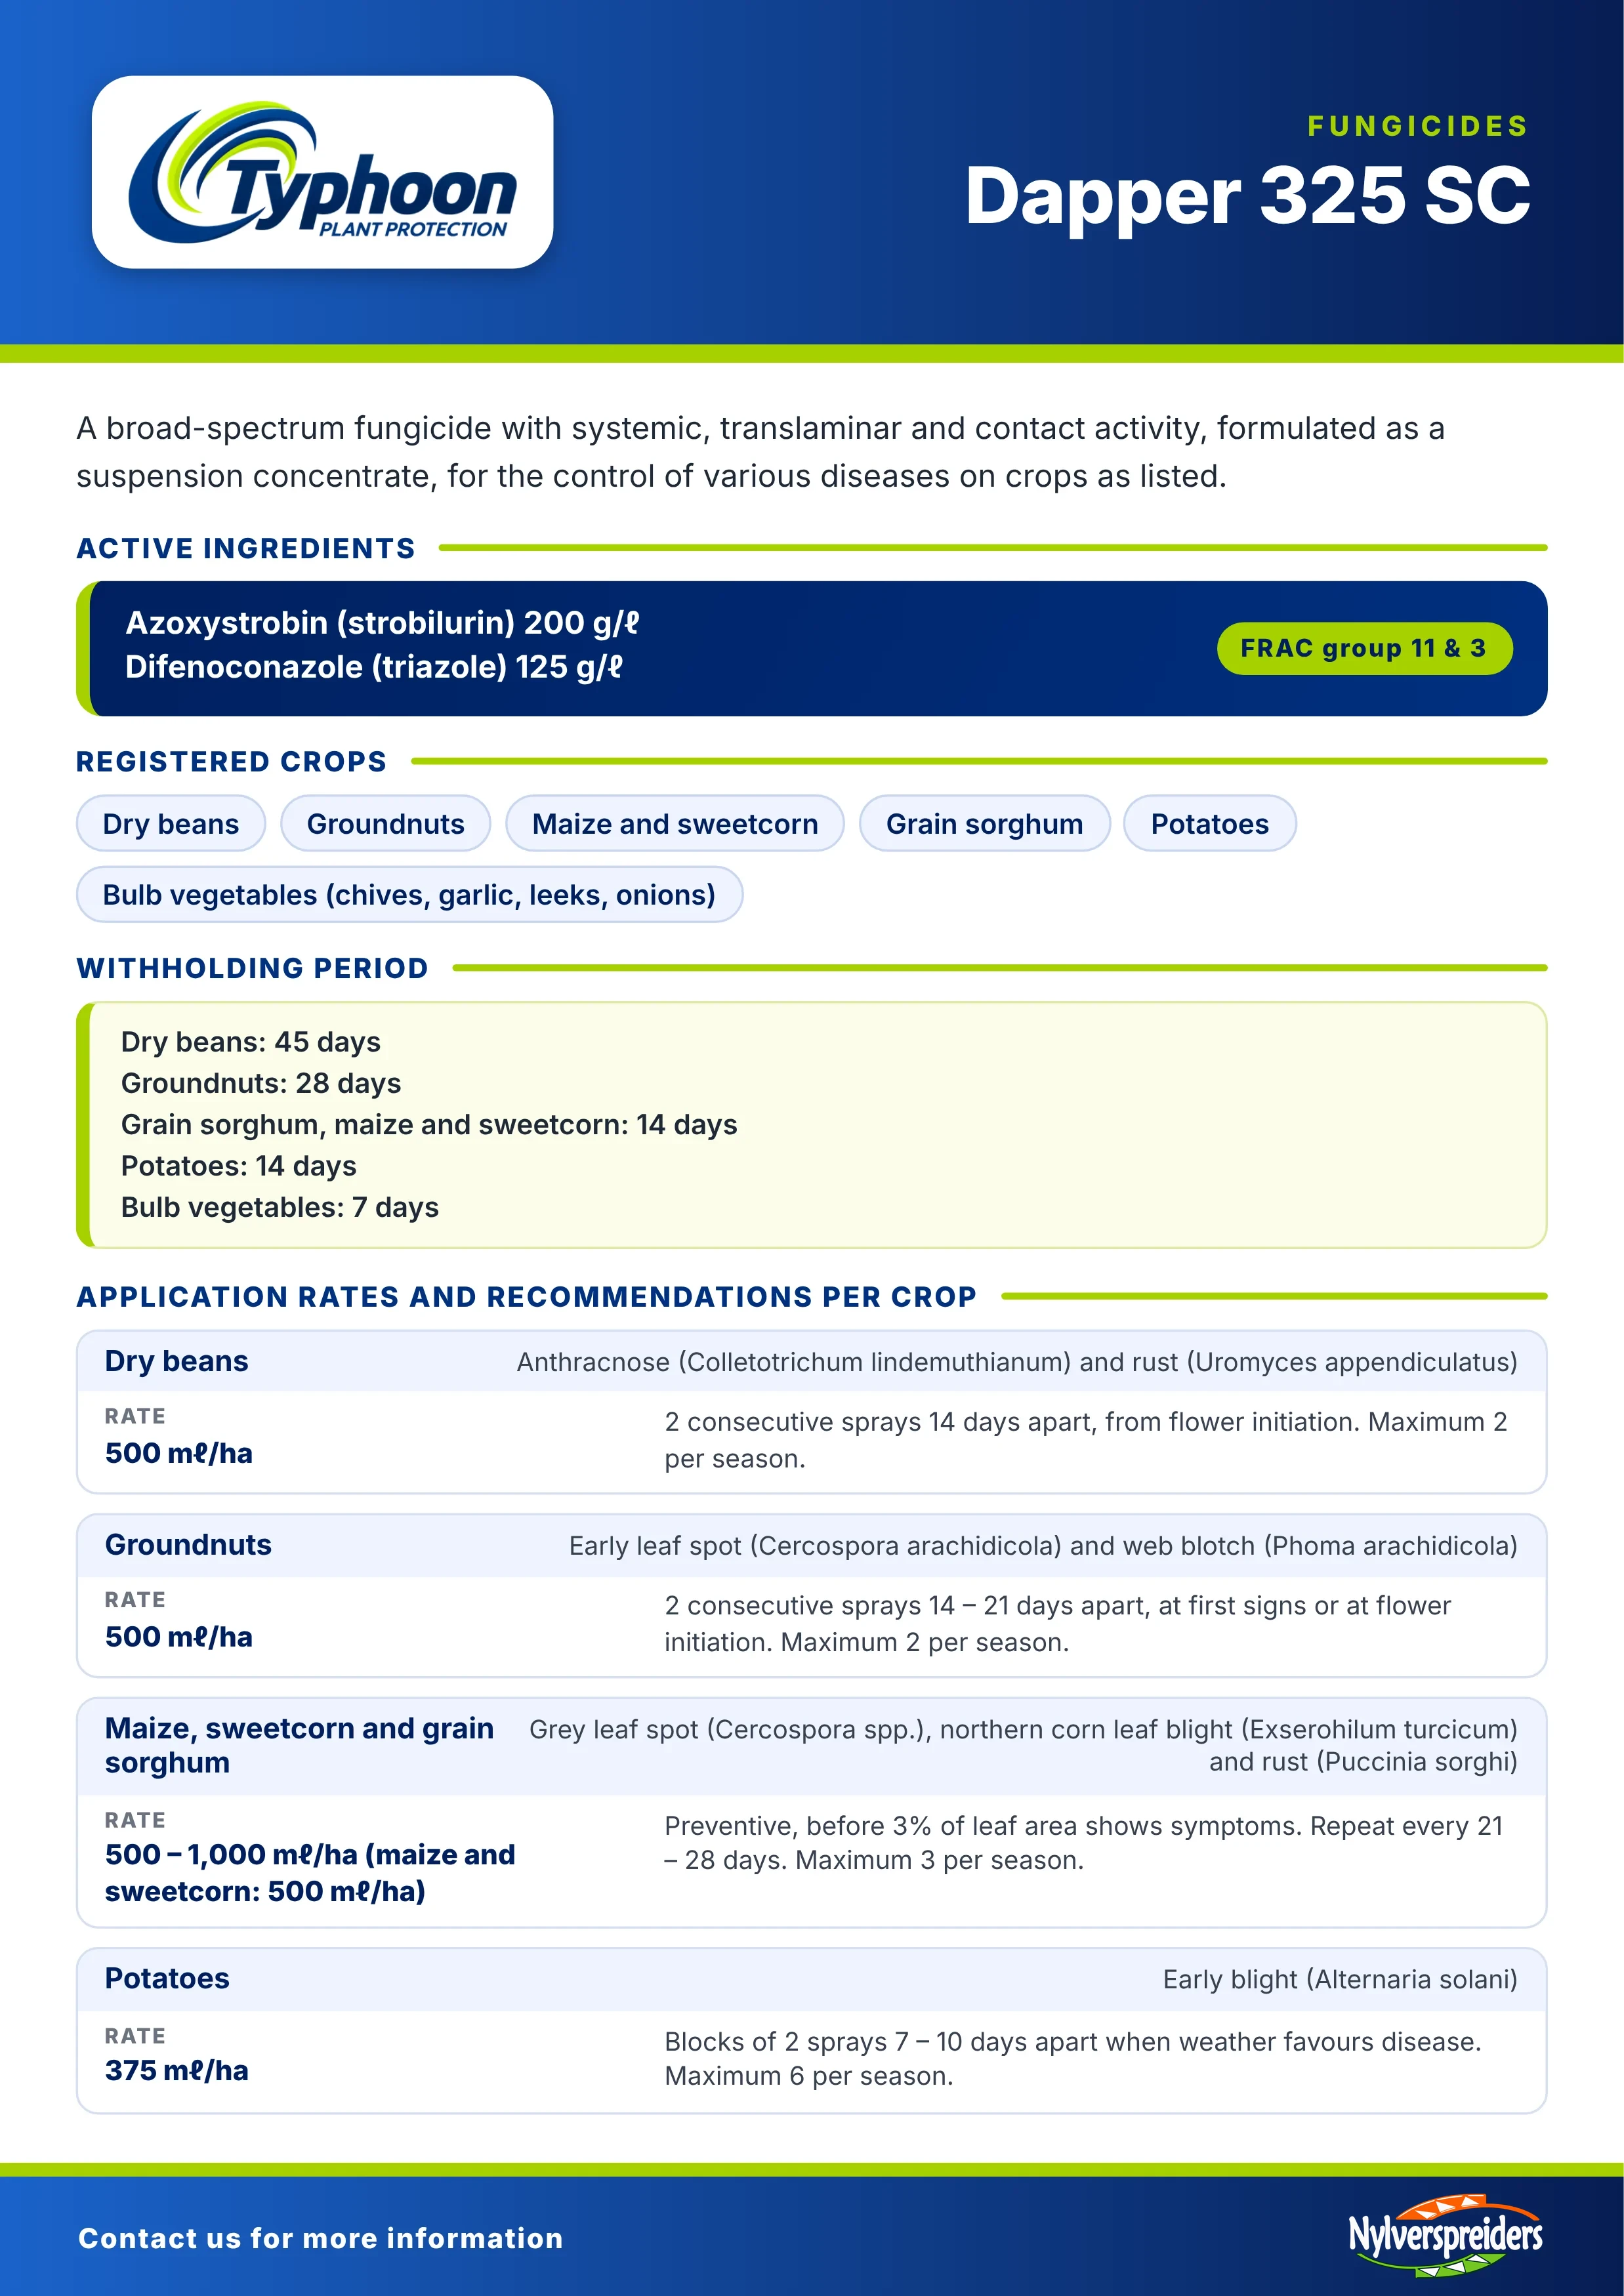 Typhoon
PLANT PROTECTION
FUNGICIDES
Dapper 325 SC
A broad-spectrum fungicide with systemic, translaminar and contact activity, formulated as a
suspension concentrate, for the control of various diseases on crops as listed.
ACTIVE INGREDIENTS
Azoxystrobin (strobilurin) 200 g/ℓ
Difenoconazole (triazole) 125 g/ℓ
FRAC group 11 & 3
REGISTERED CROPS
Dry beans Groundnuts Maize and sweetcorn Grain sorghum Potatoes
Bulb vegetables (chives, garlic, leeks, onions)
WITHHOLDING PERIOD
Dry beans: 45 days
Groundnuts: 28 days
Grain sorghum, maize and sweetcorn: 14 days
Potatoes: 14 days
Bulb vegetables: 7 days
APPLICATION RATES AND RECOMMENDATIONS PER CROP
Dry beans
Anthracnose (Colletotrichum lindemuthianum) and rust (Uromyces appendiculatus)
RATE
500 mℓ/ha
2 consecutive sprays 14 days apart, from flower initiation. Maximum 2
per season.
Groundnuts
Early leaf spot (Cercospora arachidicola) and web blotch (Phoma arachidicola)
RATE
500 mℓ/ha
2 consecutive sprays 14 – 21 days apart, at first signs or at flower
initiation. Maximum 2 per season.
Maize, sweetcorn and grain
sorghum
Grey leaf spot (Cercospora spp.), northern corn leaf blight (Exserohilum turcicum)
and rust (Puccinia sorghi)
RATE
500 – 1,000 mℓ/ha (maize and
sweetcorn: 500 mℓ/ha)
Preventive, before 3% of leaf area shows symptoms. Repeat every 21
– 28 days. Maximum 3 per season.
Potatoes
Early blight (Alternaria solani)
RATE
375 mℓ/ha
Blocks of 2 sprays 7 – 10 days apart when weather favours disease.
Maximum 6 per season.
Contact us for more information
Nylverspreiders